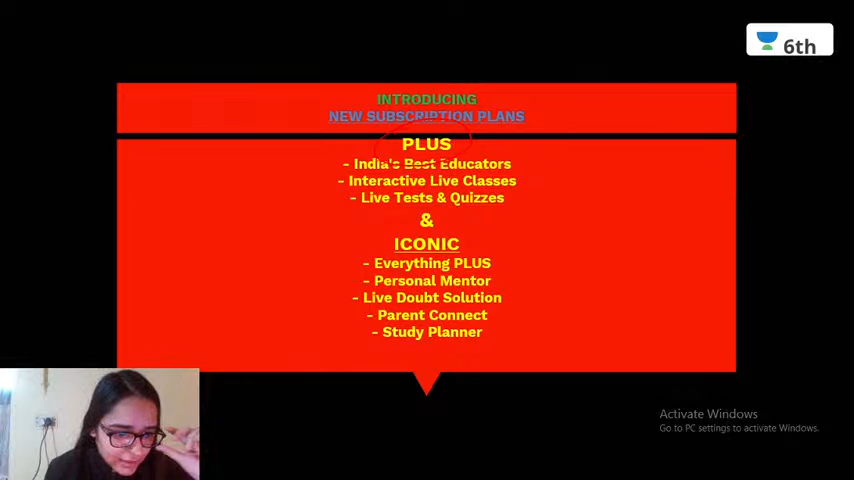 6th
INTRODUCING
NEW SUBSCRIPTION PLANS
PLUS
- India's Best Educators
- Interactive Live Classes
- Live Tests & Quizzes
&
ICONIC
- Everything PLUS
- Personal Mentor
- Live Doubt Solution
- Parent Connect
- Study Planner
Activate Windows
Go to PC settings to activate Windows.